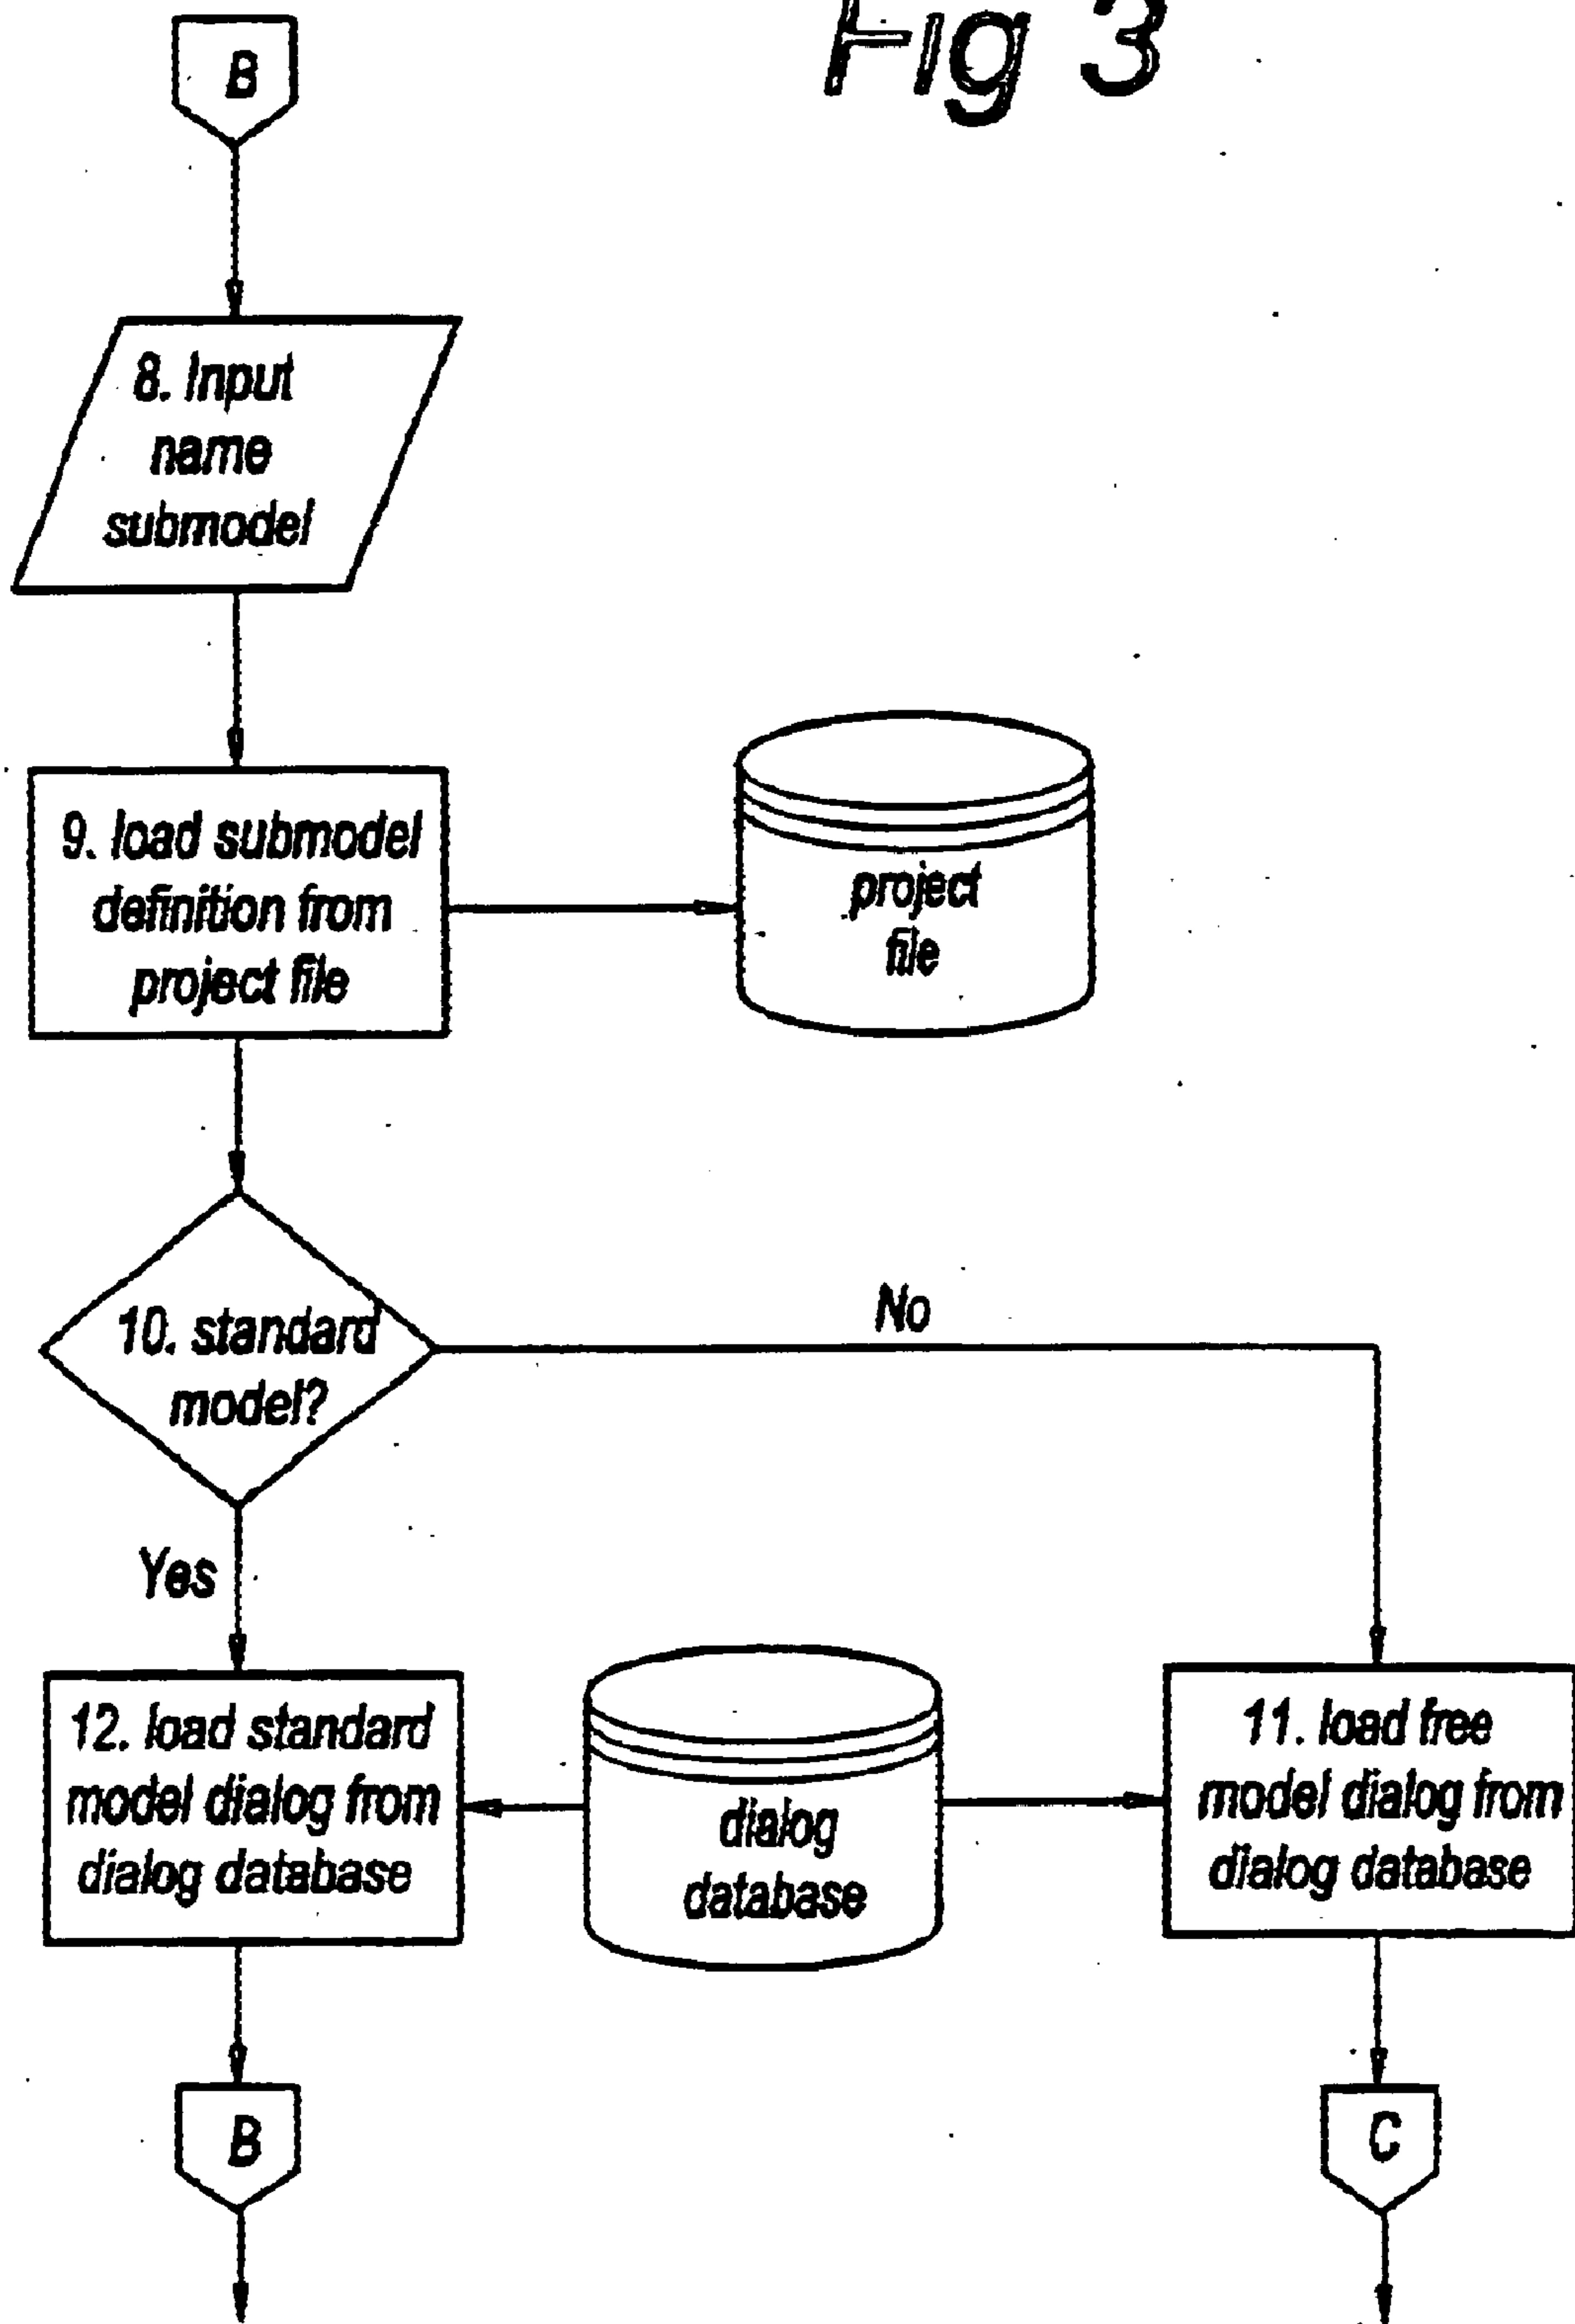 Fig 3
B
8. Input
name
submodel
9. load submodel
definition from
project file
project
file
10. standard
model?
No
Yes
12. load standard
model dialog from
dialog database
dialog
database
11. load free
model dialog from
dialog database
B
C